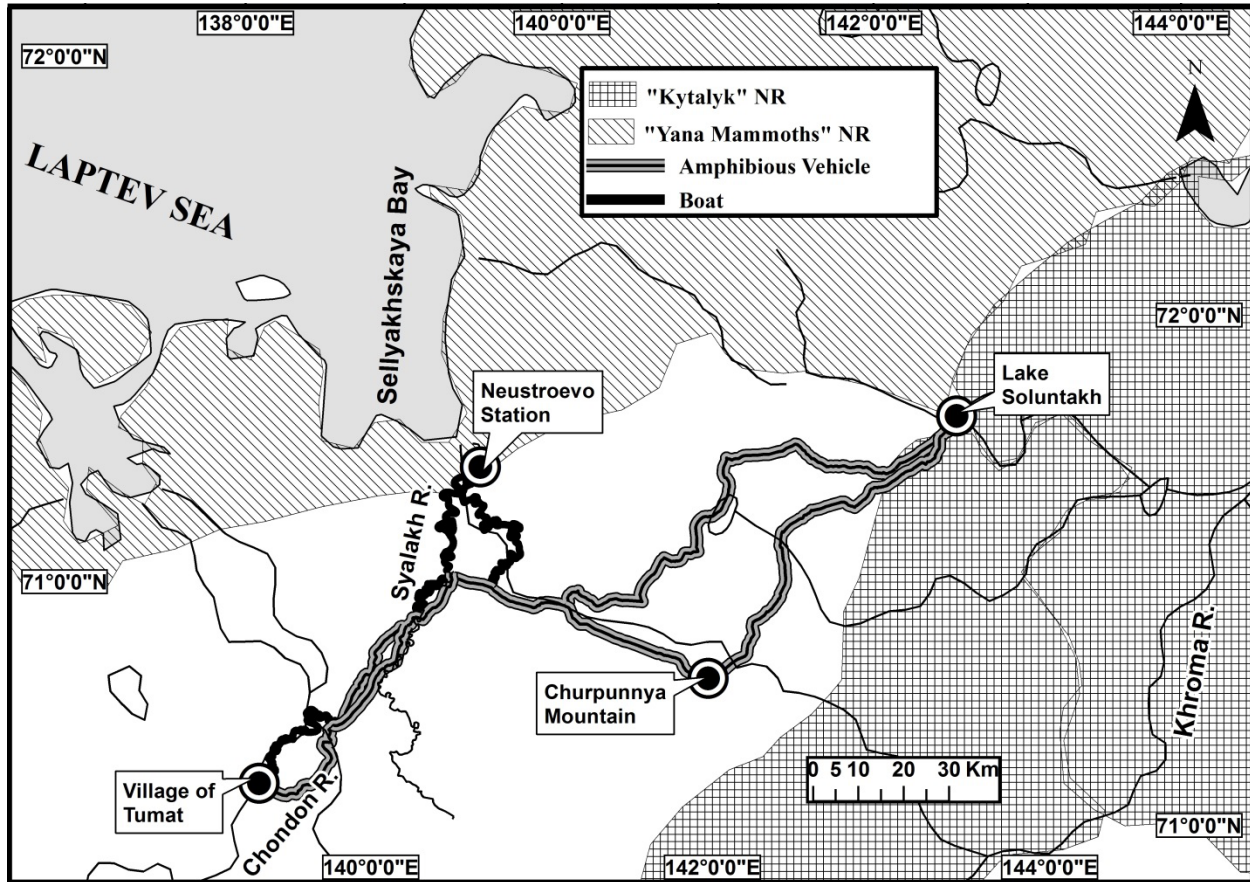 138°0'0"E
140°0'0"E
142°0'0"E
144°0'0"E
72°0'0"N
N
"Kytalyk" NR
"Yana Mammoths" NR
Amphibious Vehicle
Boat
LAPTEV SEA
Sellyakhskaya Bay
72°0'0"N
Neustroevo
Station
Lake
Soluntakh
Syalakh R.
71°0'0"N
Khroma R.
Churpunnya
Mountain
0 5 10 20 30 Km
Village of
Tumat
Chondon R.
71°0'0"N
140°0'0"E
142°0'0"E
144°0'0"E